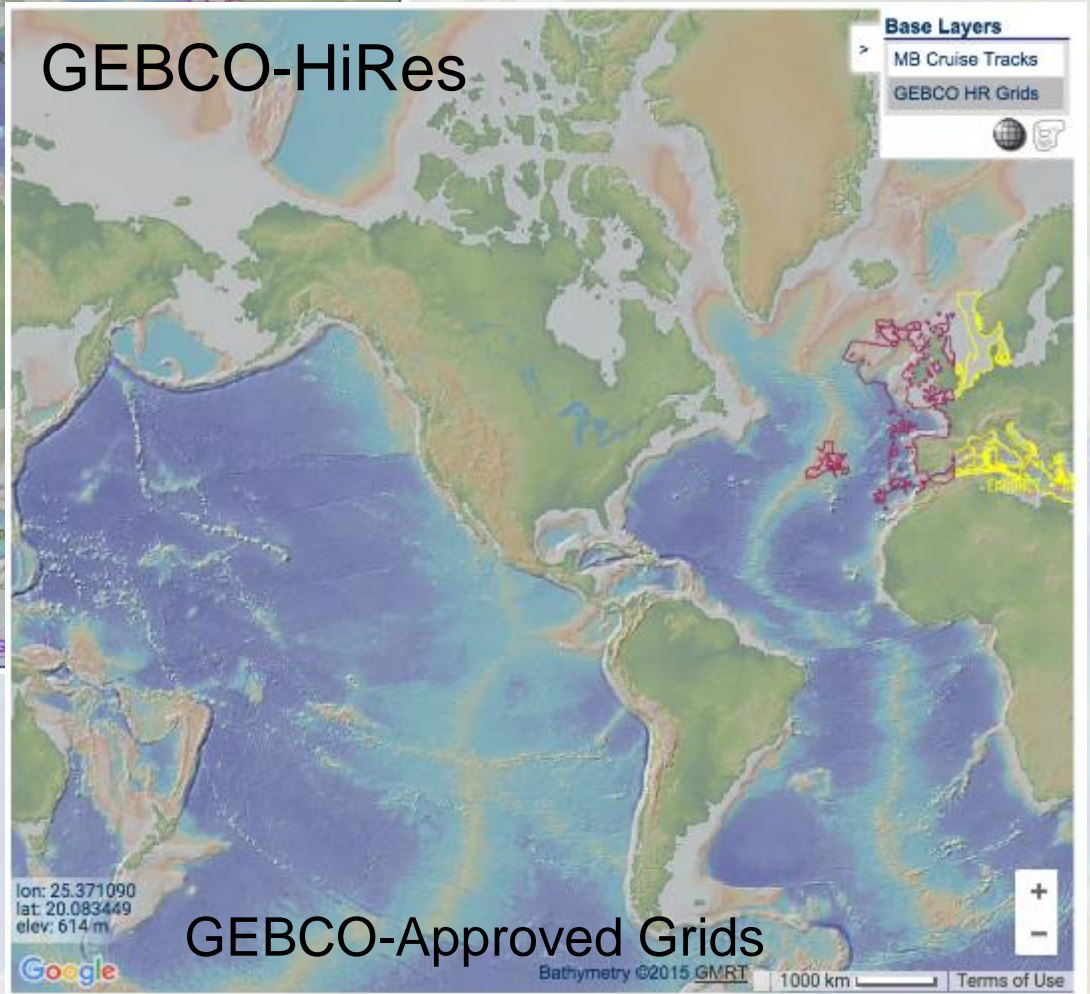 GEBCO-HiRes
Base Layers
>
MB Cruise Tracks
GEBCO HR Grids
lon: 25.371090
lat: 20.083449
elev: 614 m
GEBCO-Approved Grids
+
−
Google
Bathymetry ©2015 GMRT
1000 km
Terms of Use